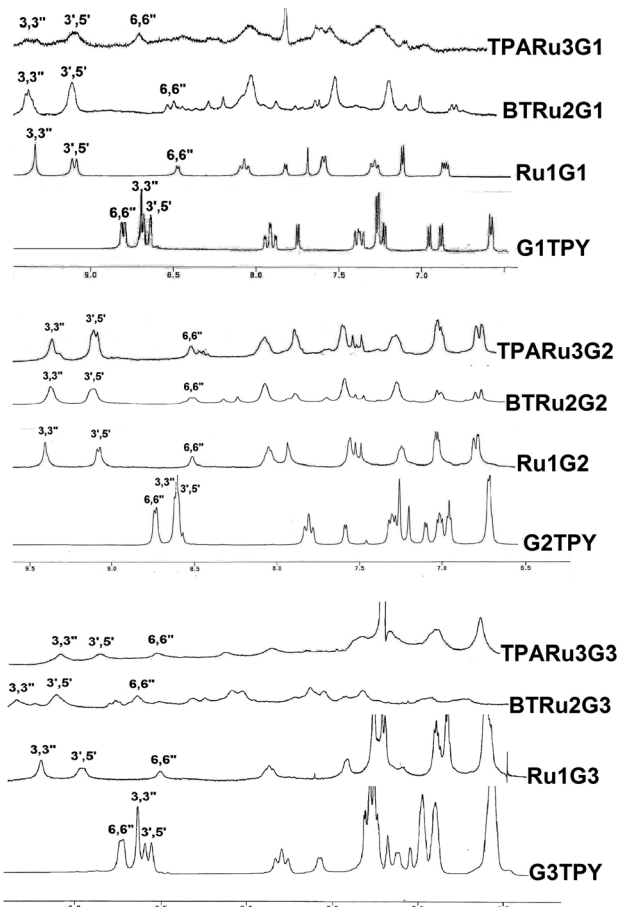 3,3" 3',5' 6,6"
TPARu3G1
3,3" 3',5' 6,6"
BTRu2G1
3,3" 3',5' 6,6"
Ru1G1
6,6" 3,3" 3',5'
G1TPY
9.0 8.5 8.0 7.5 7.0
3,3" 3',5' 6,6"
TPARu3G2
3,3" 3',5' 6,6"
BTRu2G2
3,3" 3',5' 6,6"
Ru1G2
6,6" 3,3" 3',5'
G2TPY
9.5 9.0 8.5 8.0 7.5 7.0 6.5
3,3" 3',5' 6,6"
TPARu3G3
3,3" 3',5' 6,6"
BTRu2G3
3,3" 3',5' 6,6"
Ru1G3
6,6" 3,3" 3',5'
G3TPY